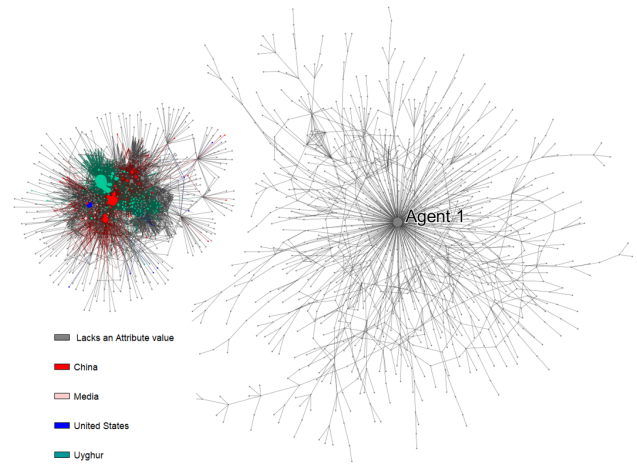 Agent 1
Lacks an Attribute value
China
Media
United States
Uyghur